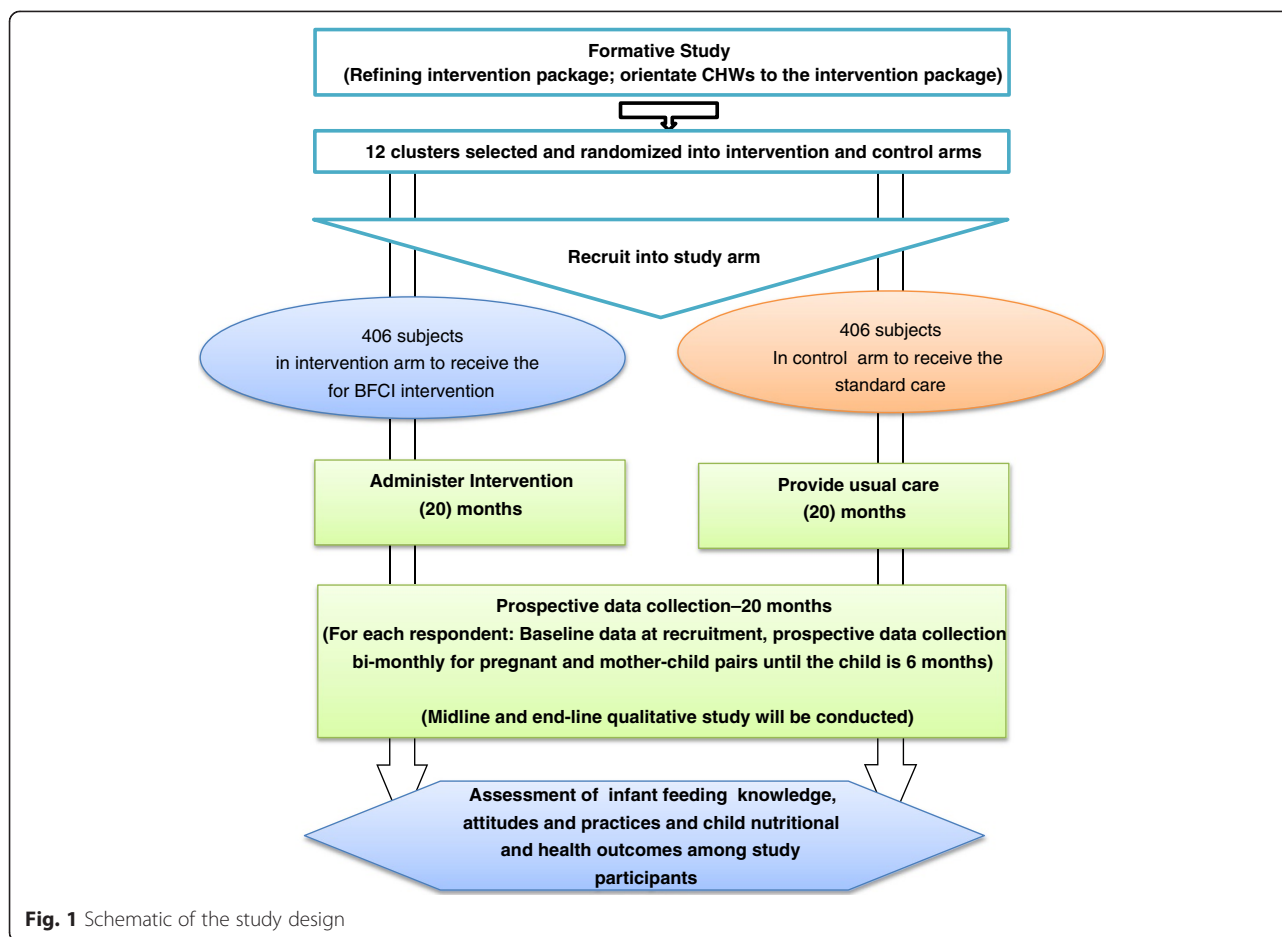 Formative Study
(Refining intervention package; orientate CHWs to the intervention package)
12 clusters selected and randomized into intervention and control arms
Recruit into study arm
406 subjects
in intervention arm to receive the
for BFCI intervention
406 subjects
In control arm to receive the
standard care
Administer Intervention
(20) months
Provide usual care
(20) months
Prospective data collection–20 months
(For each respondent: Baseline data at recruitment, prospective data collection
bi-monthly for pregnant and mother-child pairs until the child is 6 months)
(Midline and end-line qualitative study will be conducted)
Assessment of infant feeding knowledge,
attitudes and practices and child nutritional
and health outcomes among study
participants
Fig. 1 Schematic of the study design